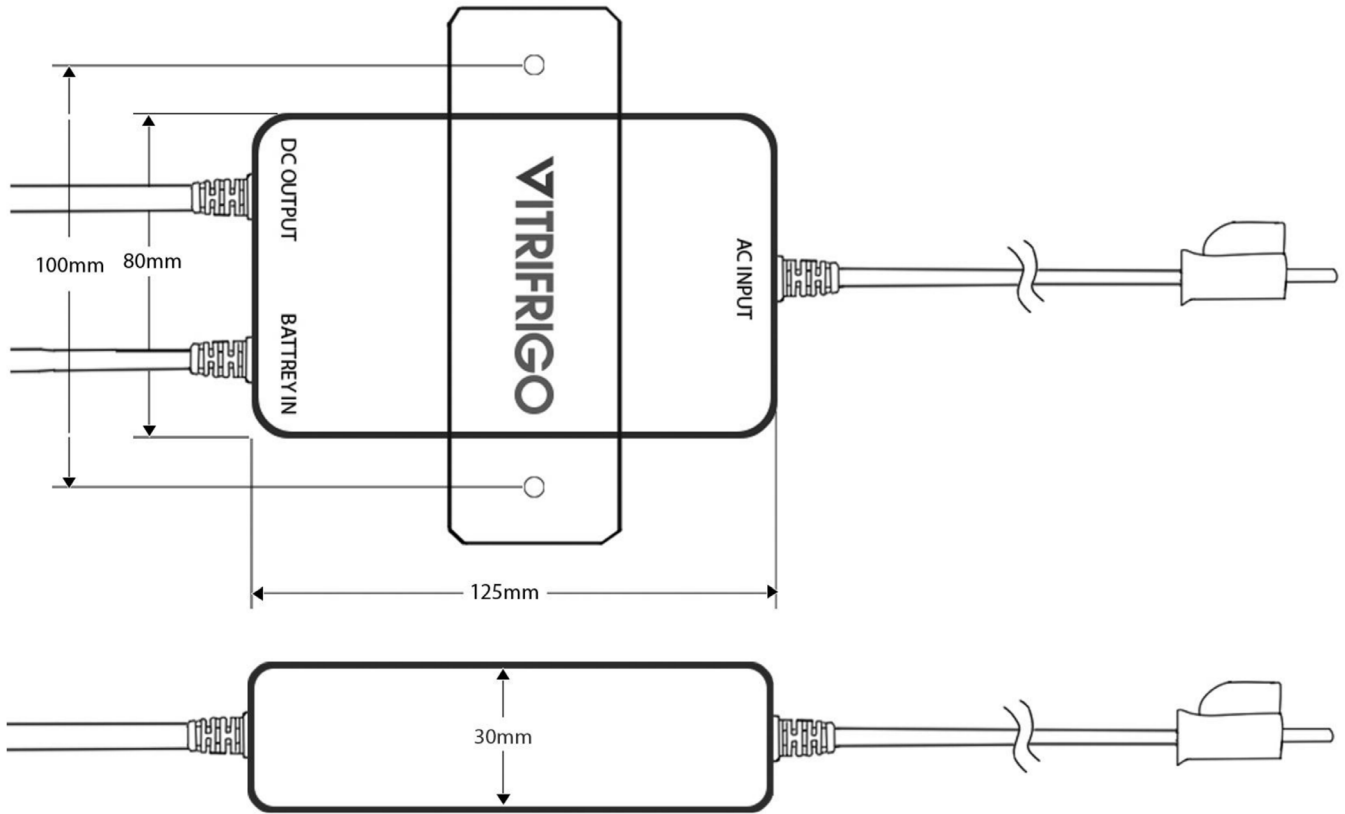 DC OUTPUT
BATTREY IN
VITRIFRIGO
AC INPUT
100mm
80mm
125mm
30mm